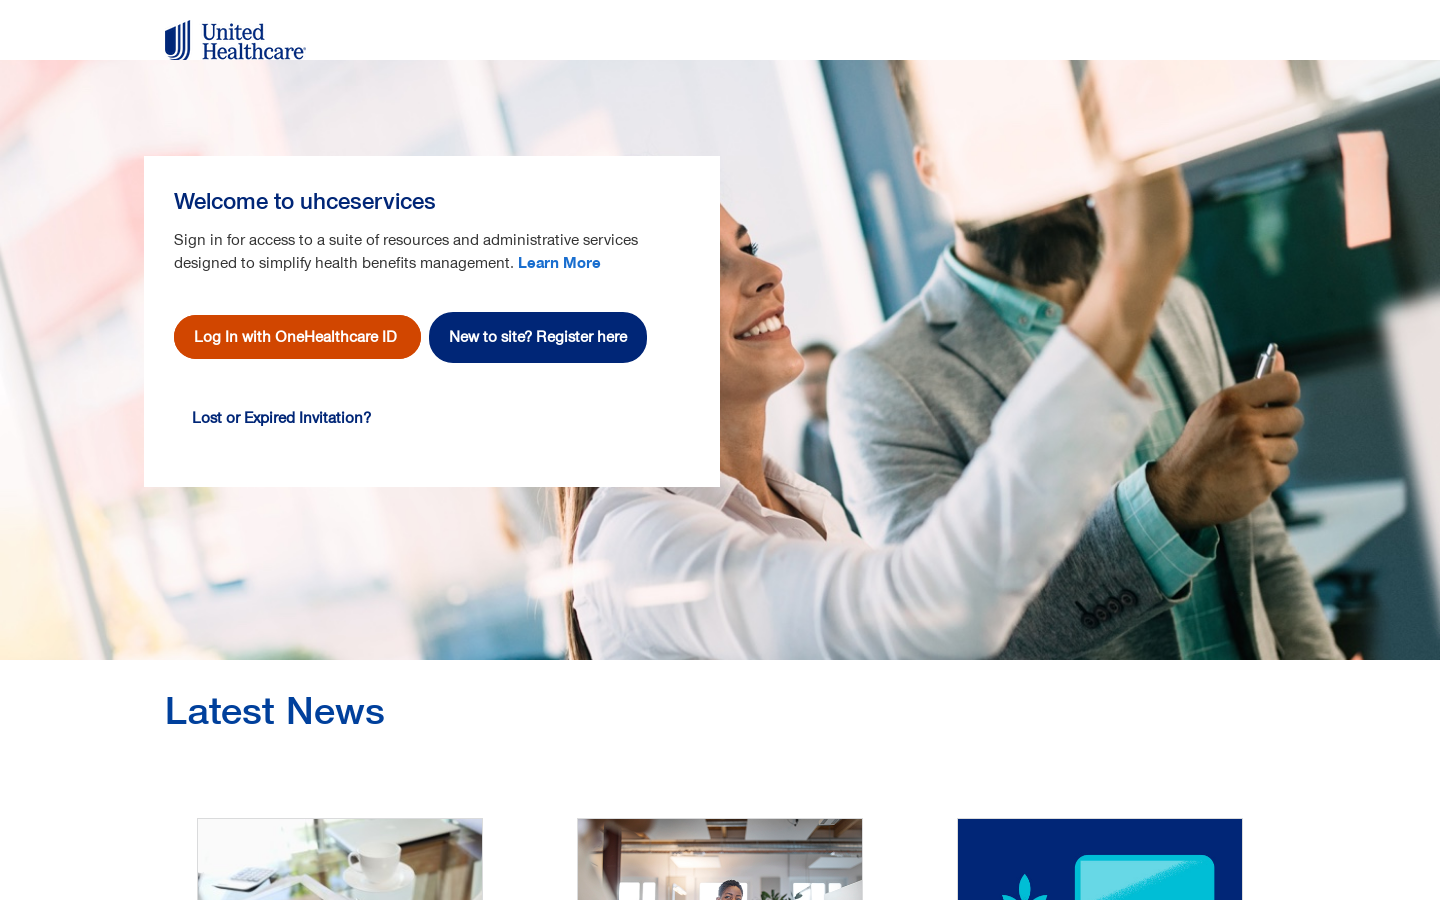 United
Healthcare
Welcome to uhceservices
Sign in for access to a suite of resources and administrative services
designed to simplify health benefits management. Learn More
Log In with OneHealthcare ID
New to site? Register here
Lost or Expired Invitation?
Latest News